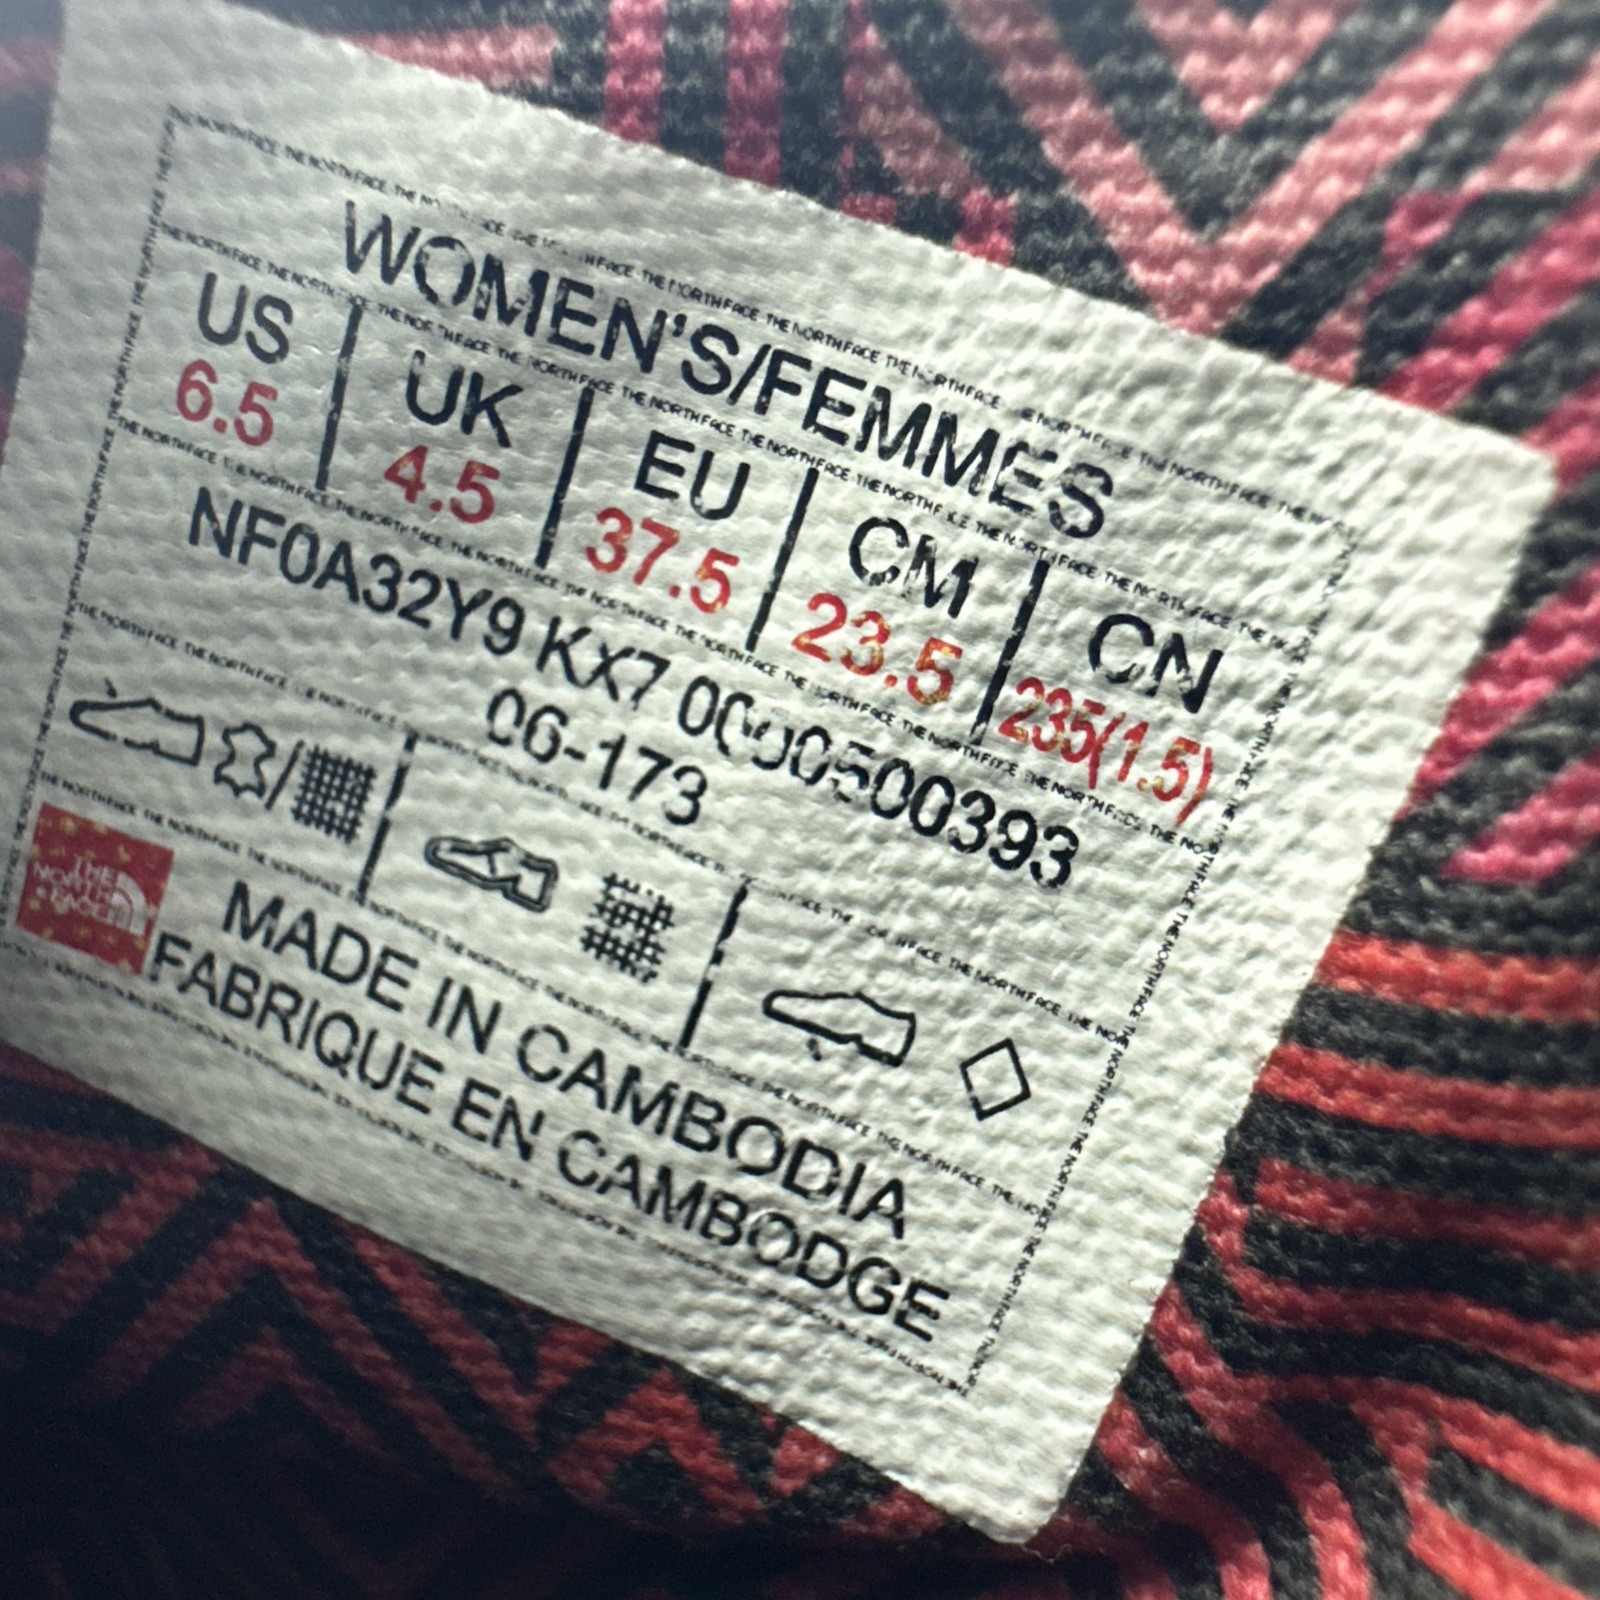 WOMEN'S/FEMMES
US UK EU CM CN
6.5 4.5 37.5 23.5 235(1.5)
NF0A32Y9 KX7 0000500393
06-173
THE NORTH FACE
MADE IN CAMBODIA
FABRIQUE EN CAMBODGE